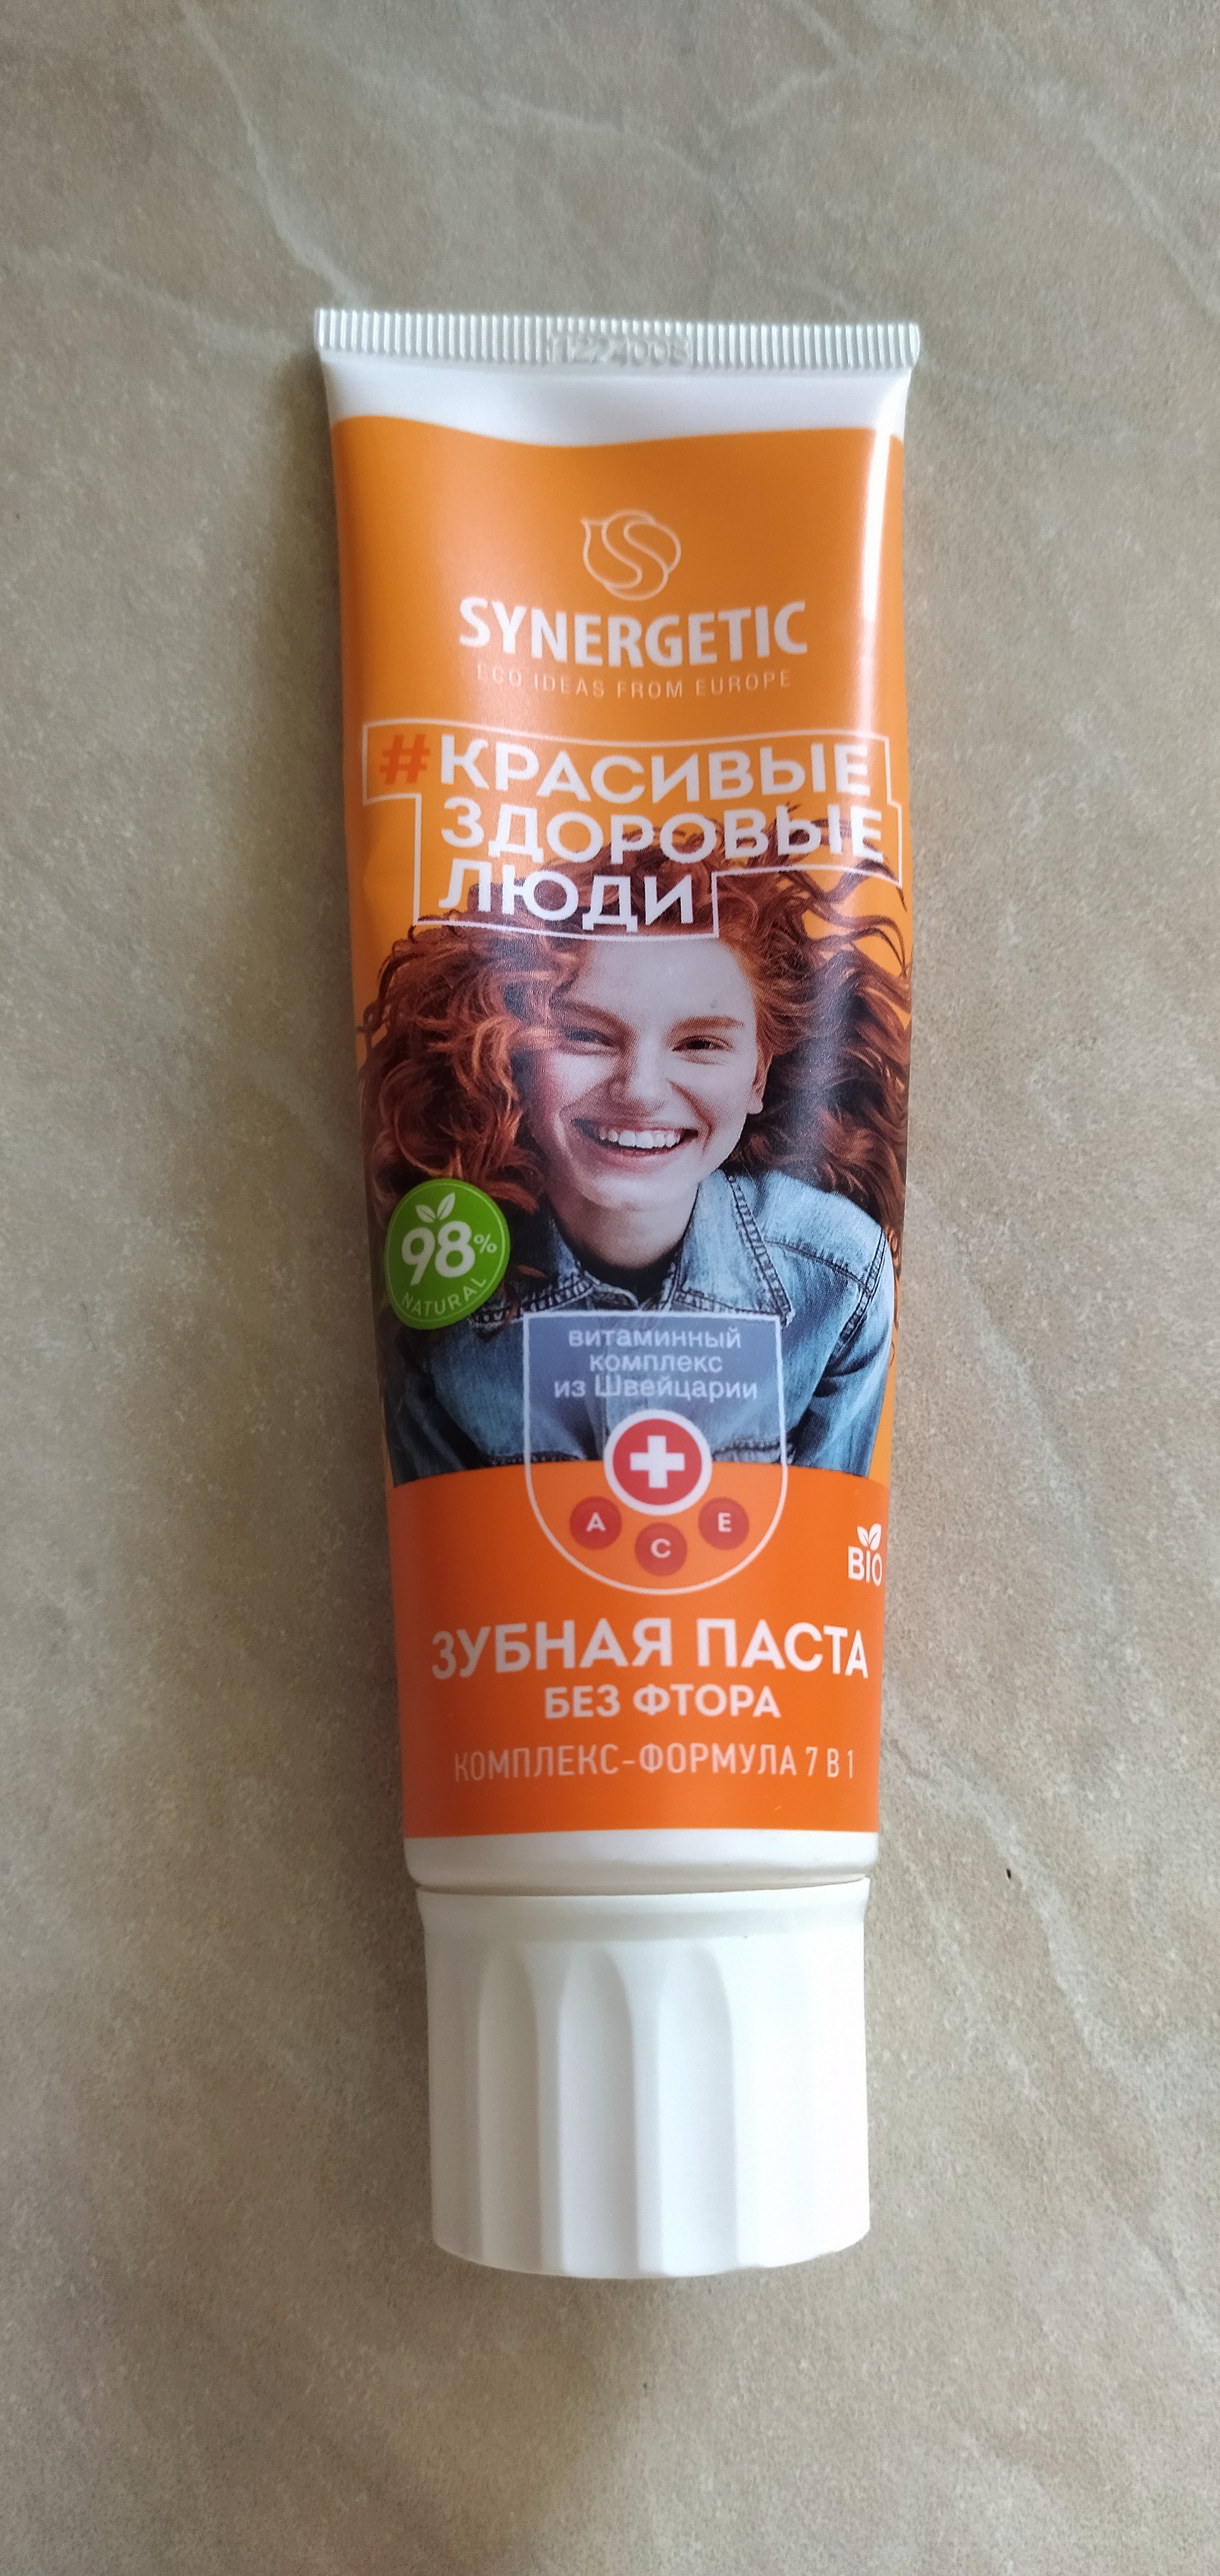 SYNERGETIC
ECO IDEAS FROM EUROPE
#КРАСИВЫЕ
ЗДОРОВЫЕ
ЛЮДИ
98%
NATURAL
витаминный
комплекс
из Швейцарии
A C E
BIO
ЗУБНАЯ ПАСТА
БЕЗ ФТОРА
КОМПЛЕКС-ФОРМУЛА 7 В 1